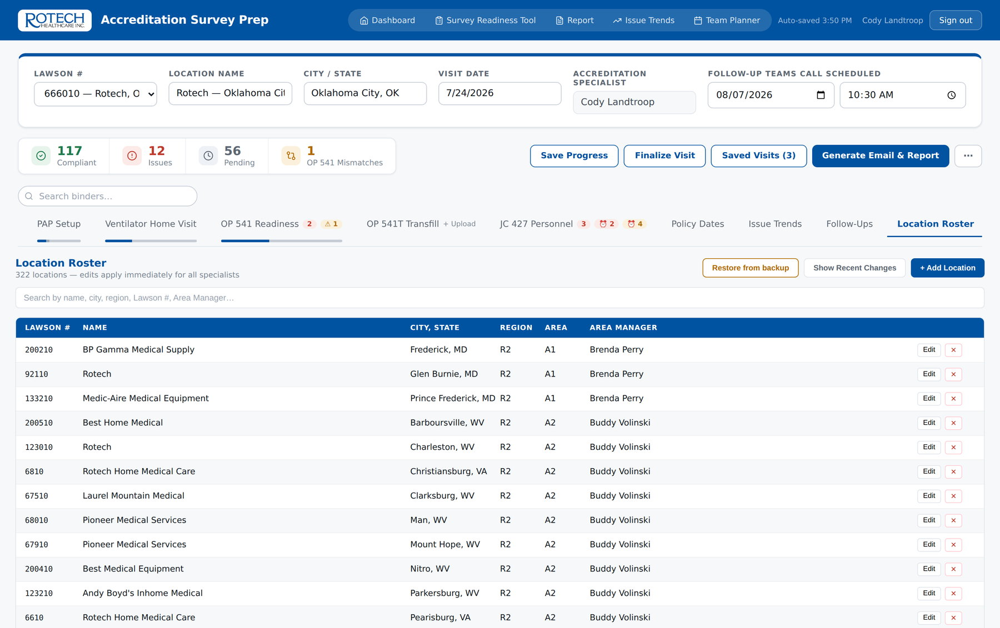 ROTECH
HEALTHCARE INC.
Accreditation Survey Prep
Dashboard
Survey Readiness Tool
Report
Issue Trends
Team Planner
Auto-saved 3:50 PM
Cody Landtroop
Sign out
LAWSON #
LOCATION NAME
CITY / STATE
VISIT DATE
ACCREDITATION
SPECIALIST
FOLLOW-UP TEAMS CALL SCHEDULED
666010 — Rotech, O
Rotech — Oklahoma Cit
Oklahoma City, OK
7/24/2026
Cody Landtroop
08/07/2026
10:30 AM
117
Compliant
12
Issues
56
Pending
1
OP 541 Mismatches
Save Progress
Finalize Visit
Saved Visits (3)
Generate Email & Report
...
Search binders...
PAP Setup
Ventilator Home Visit
OP 541 Readiness 2 ⚠ 1
OP 541T Transfill + Upload
JC 427 Personnel 3 ⏰ 2 ⏰ 4
Policy Dates
Issue Trends
Follow-Ups
Location Roster
Location Roster
322 locations — edits apply immediately for all specialists
Restore from backup
Show Recent Changes
+ Add Location
Search by name, city, region, Lawson #, Area Manager…
LAWSON # NAME CITY, STATE REGION AREA AREA MANAGER
200210 BP Gamma Medical Supply Frederick, MD R2 A1 Brenda Perry Edit ×
92110 Rotech Glen Burnie, MD R2 A1 Brenda Perry Edit ×
133210 Medic-Aire Medical Equipment Prince Frederick, MD R2 A1 Brenda Perry Edit ×
200510 Best Home Medical Barboursville, WV R2 A2 Buddy Volinski Edit ×
123010 Rotech Charleston, WV R2 A2 Buddy Volinski Edit ×
6810 Rotech Home Medical Care Christiansburg, VA R2 A2 Buddy Volinski Edit ×
67510 Laurel Mountain Medical Clarksburg, WV R2 A2 Buddy Volinski Edit ×
68010 Pioneer Medical Services Man, WV R2 A2 Buddy Volinski Edit ×
67910 Pioneer Medical Services Mount Hope, WV R2 A2 Buddy Volinski Edit ×
200410 Best Medical Equipment Nitro, WV R2 A2 Buddy Volinski Edit ×
123210 Andy Boyd's Inhome Medical Parkersburg, WV R2 A2 Buddy Volinski Edit ×
6610 Rotech Home Medical Care Pearisburg, VA R2 A2 Buddy Volinski Edit ×